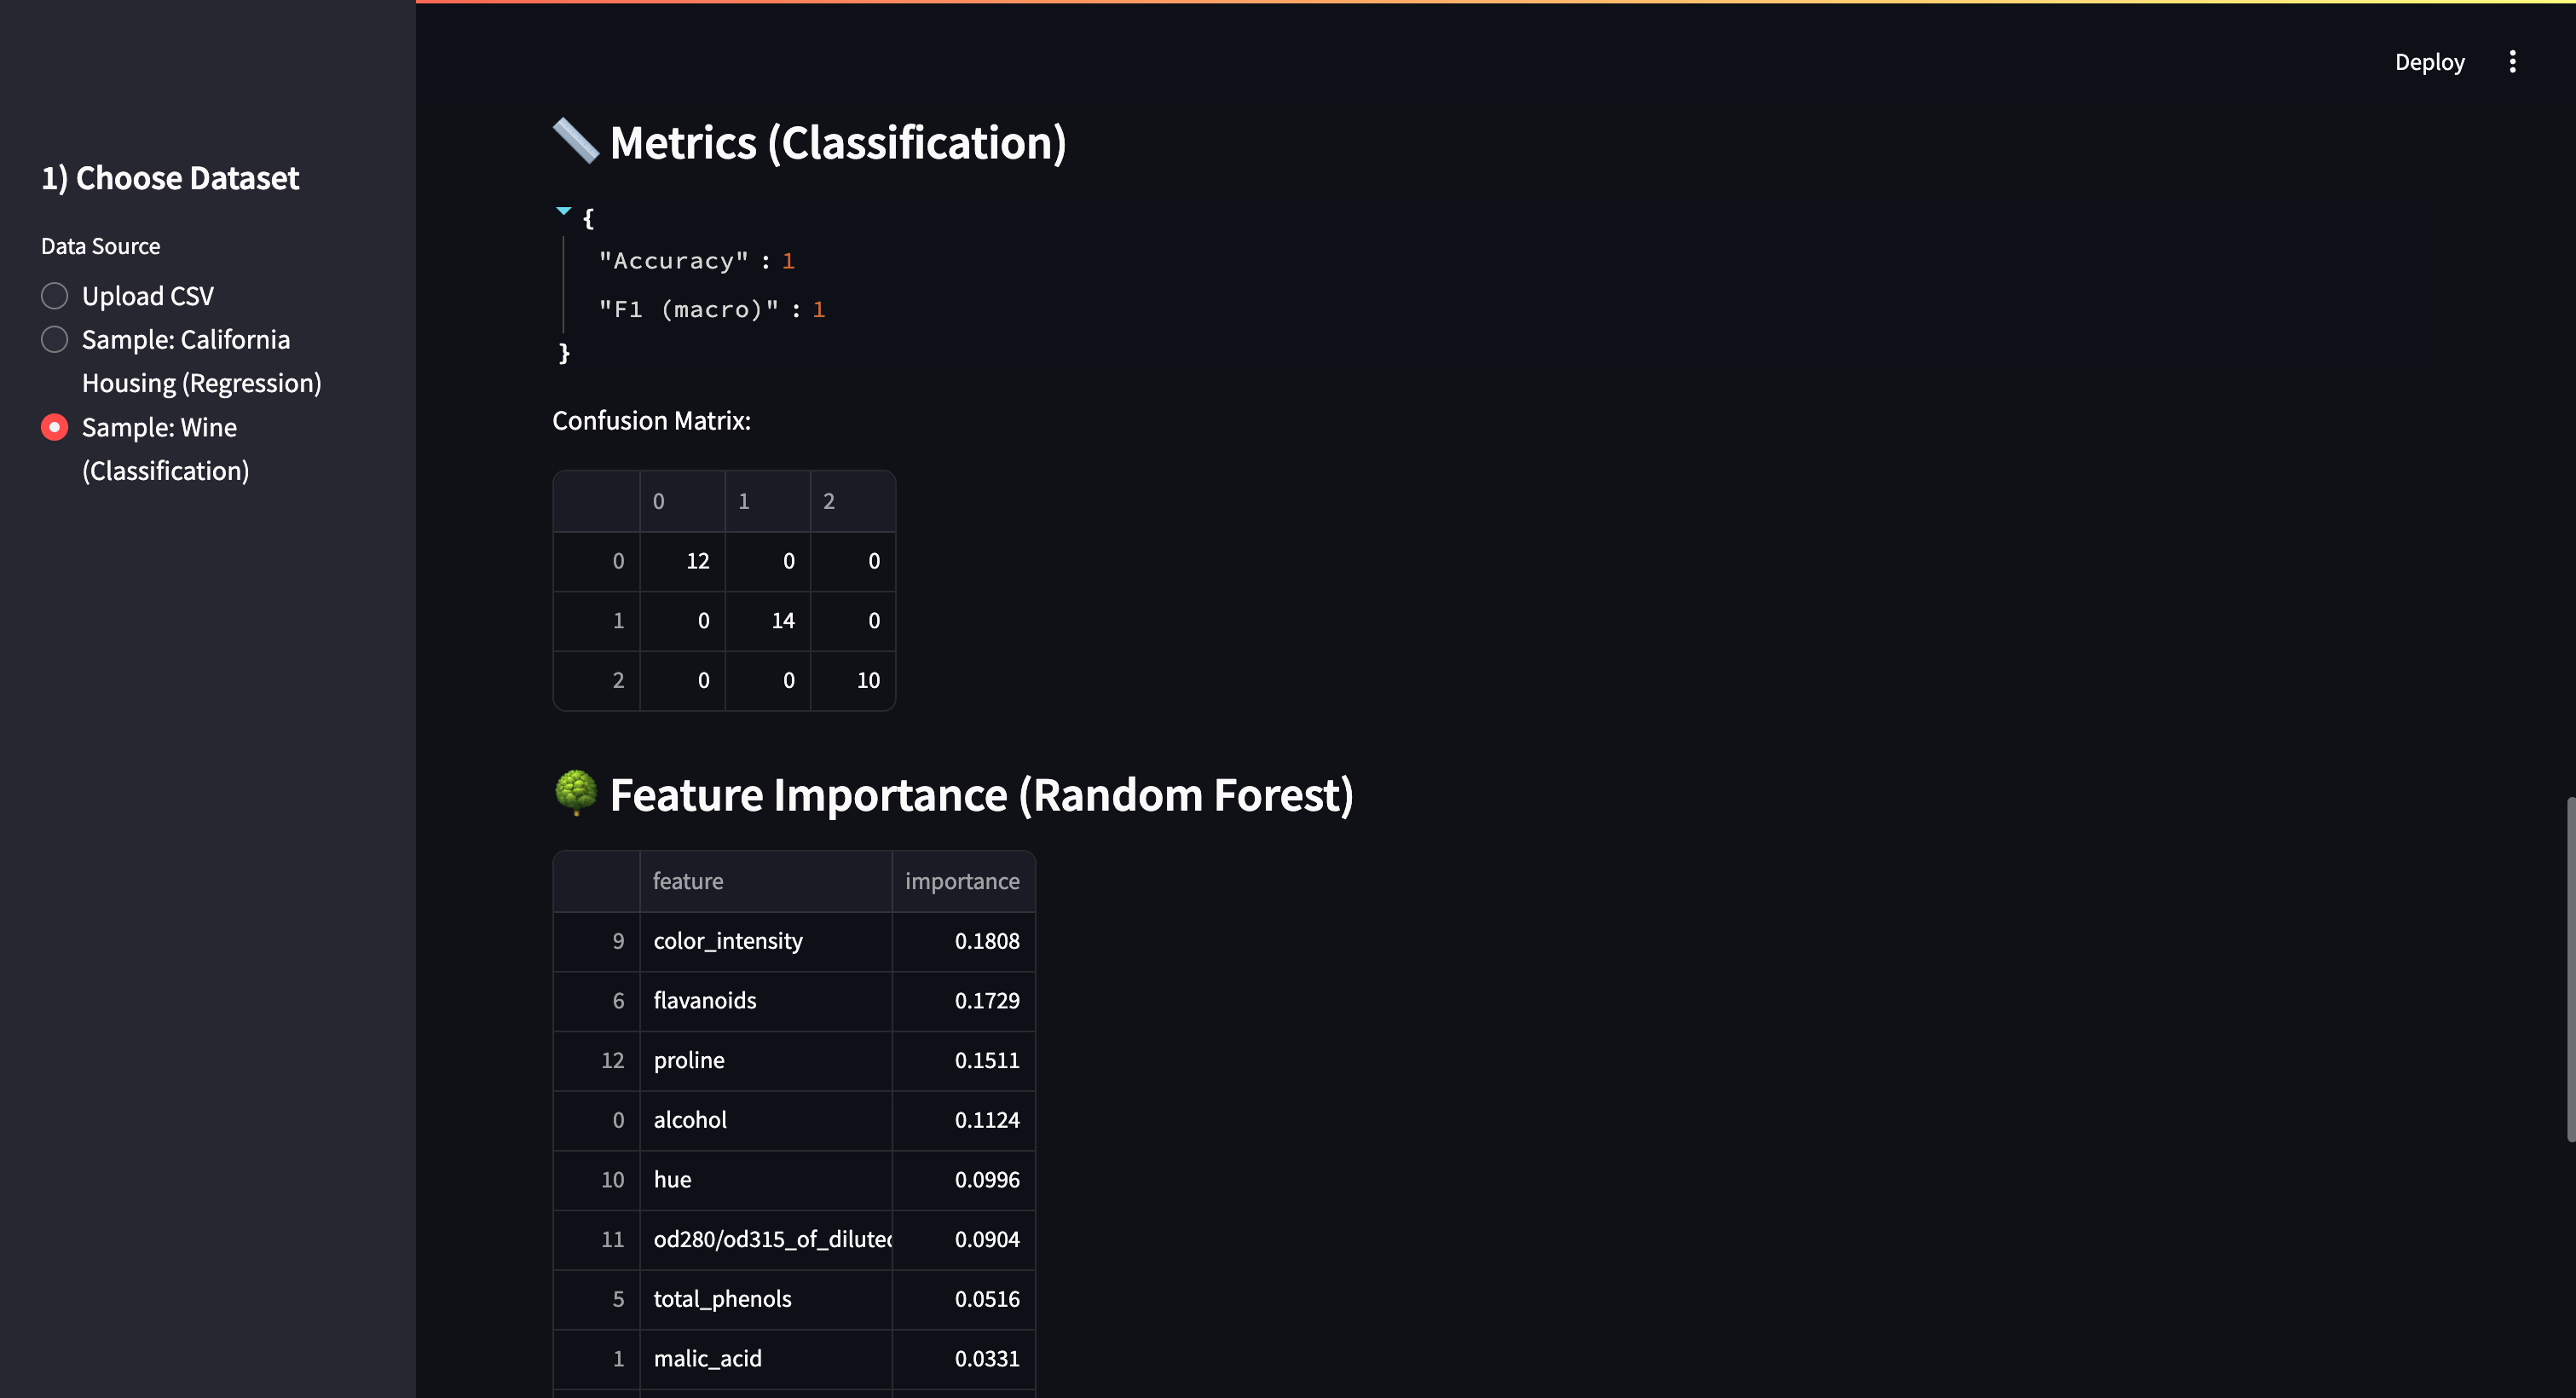 Deploy
1) Choose Dataset
Data Source
Upload CSV
Sample: California
Housing (Regression)
Sample: Wine
(Classification)
Metrics (Classification)
{
"Accuracy" : 1
"F1 (macro)" : 1
}
Confusion Matrix:
0 1 2
0 12 0 0
1 0 14 0
2 0 0 10
Feature Importance (Random Forest)
feature importance
9 color_intensity 0.1808
6 flavanoids 0.1729
12 proline 0.1511
0 alcohol 0.1124
10 hue 0.0996
11 od280/od315_of_diluted 0.0904
5 total_phenols 0.0516
1 malic_acid 0.0331